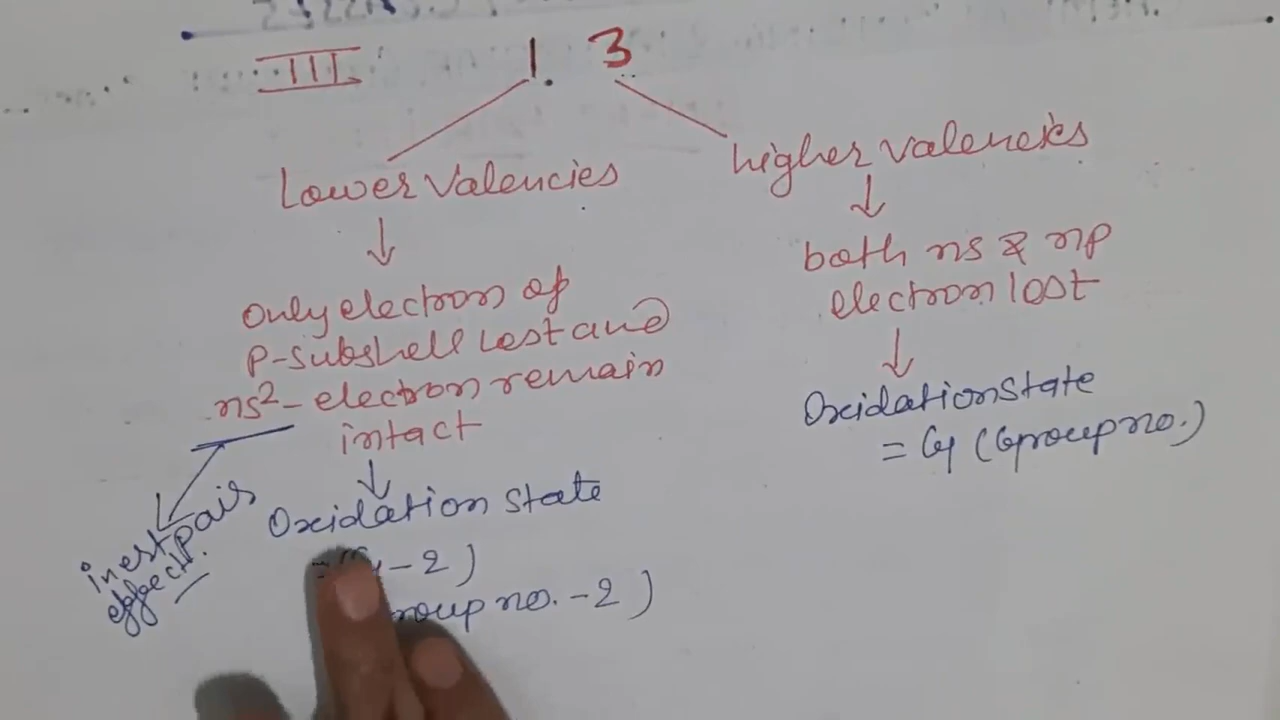 III
1 3
Lower Valencies
Only electron of
p-subshell lost and
ns²- electron remain
intact
inert pair
effect.
Oxidation state
-2)
roup no. -2)
higher valencies
both ns & np
electron lost
Oxidation state
= G (Group no.)